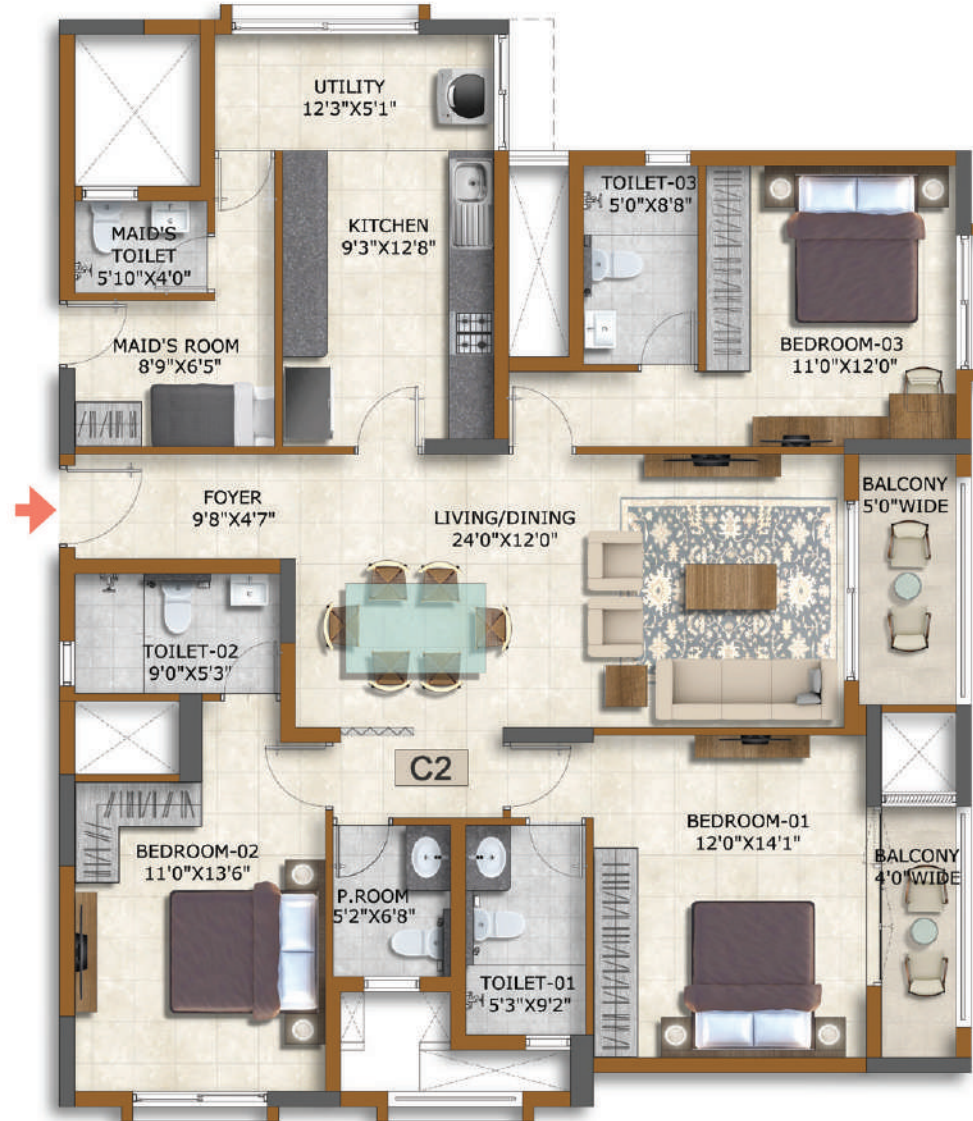 UTILITY
12'3"X5'1"
TOILET-03
5'0"X8'8"
KITCHEN
9'3"X12'8"
MAID'S
TOILET
5'10"X4'0"
MAID'S ROOM
8'9"X6'5"
BEDROOM-03
11'0"X12'0"
FOYER
9'8"X4'7"
LIVING/DINING
24'0"X12'0"
BALCONY
5'0"WIDE
TOILET-02
9'0"X5'3"
C2
BEDROOM-02
11'0"X13'6"
BEDROOM-01
12'0"X14'1"
BALCONY
4'0"WIDE
P.ROOM
5'2"X6'8"
TOILET-01
5'3"X9'2"